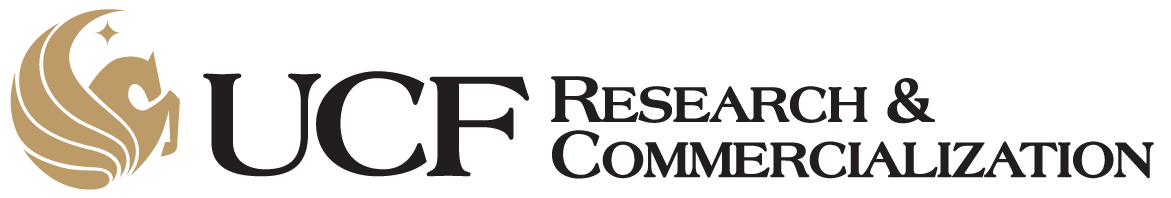 UCF
RESEARCH &
COMMERCIALIZATION